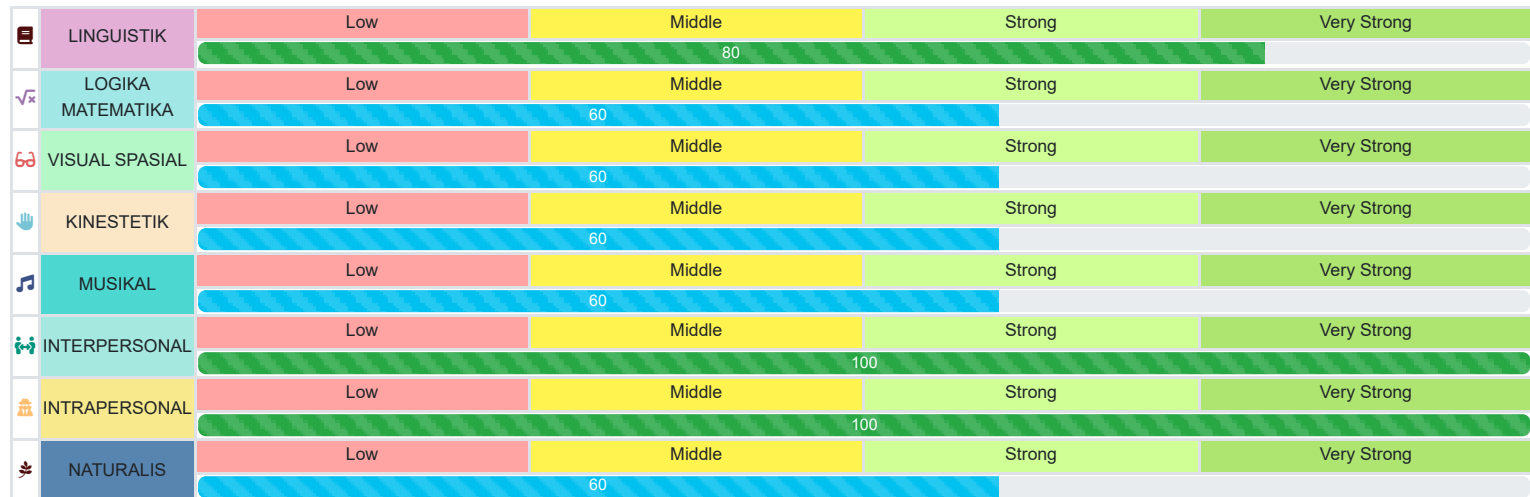 Low Middle Strong Very Strong
LINGUISTIK
80
Low Middle Strong Very Strong
LOGIKA
MATEMATIKA
60
Low Middle Strong Very Strong
VISUAL SPASIAL
60
Low Middle Strong Very Strong
KINESTETIK
60
Low Middle Strong Very Strong
MUSIKAL
60
Low Middle Strong Very Strong
INTERPERSONAL
100
Low Middle Strong Very Strong
INTRAPERSONAL
100
Low Middle Strong Very Strong
NATURALIS
60